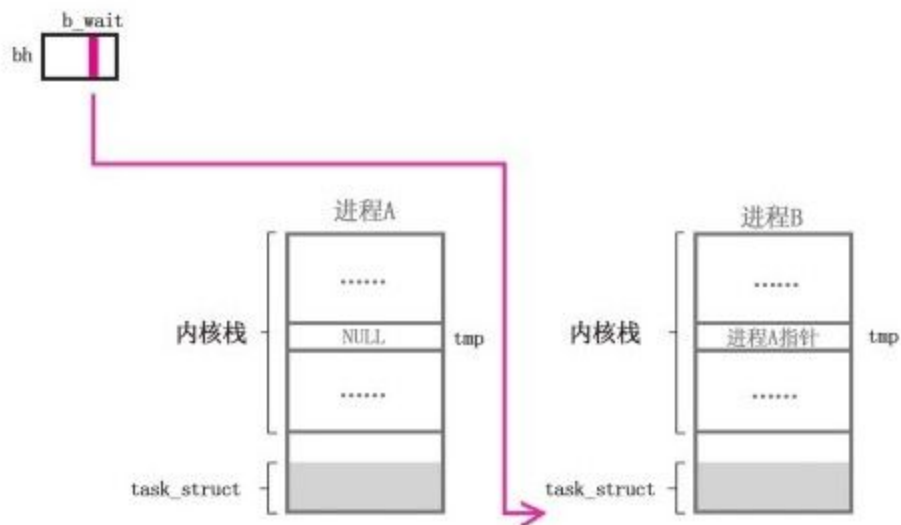 b_wait
bh
进程A
进程B
......
......
内核栈
NULL
tmp
内核栈
进程A指针
tmp
......
......
task_struct
task_struct